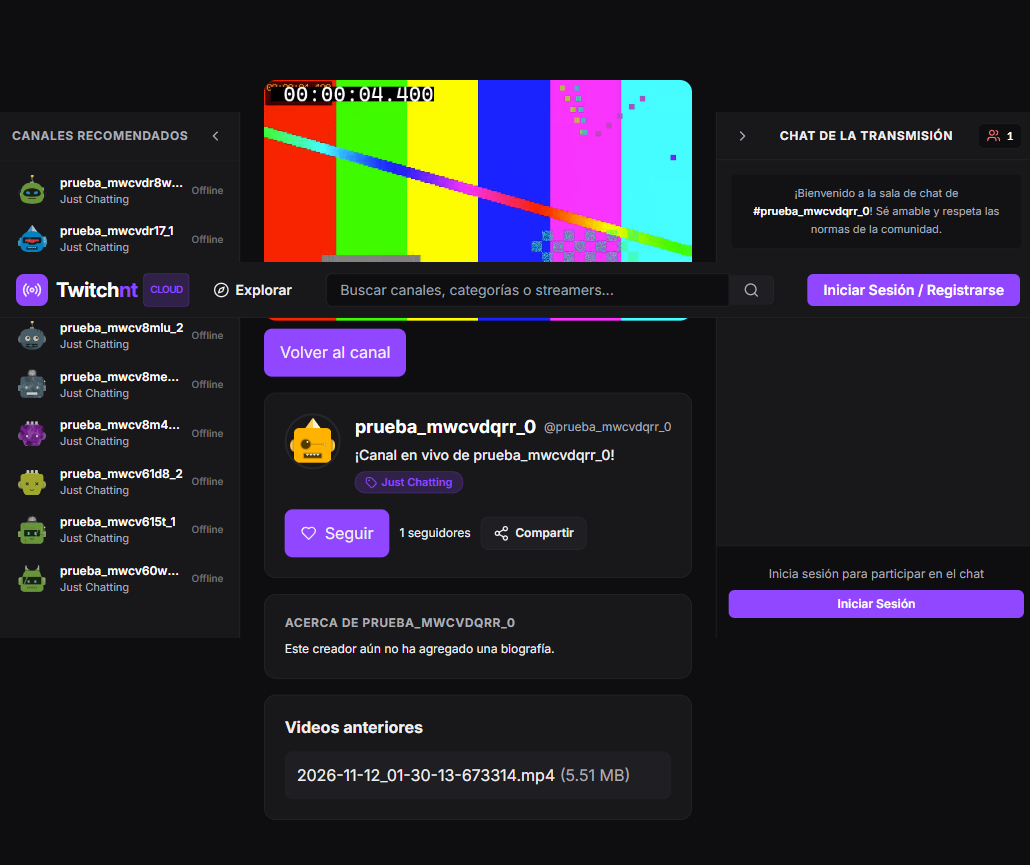 00:00:04.400
CANALES RECOMENDADOS
prueba_mwcvdr8w...
Just Chatting
Offline
prueba_mwcvdr17_1
Just Chatting
Offline
CHAT DE LA TRANSMISIÓN
1
¡Bienvenido a la sala de chat de
#prueba_mwcvdqrr_0! Sé amable y respeta las
normas de la comunidad.
Twitchnt
CLOUD
Explorar
Buscar canales, categorías o streamers...
Iniciar Sesión / Registrarse
prueba_mwcv8mlu_2
Just Chatting
Offline
prueba_mwcv8me...
Just Chatting
Offline
prueba_mwcv8m4...
Just Chatting
Offline
prueba_mwcv61d8_2
Just Chatting
Offline
prueba_mwcv615t_1
Just Chatting
Offline
prueba_mwcv60w...
Just Chatting
Offline
Volver al canal
prueba_mwcvdqrr_0 @prueba_mwcvdqrr_0
¡Canal en vivo de prueba_mwcvdqrr_0!
Just Chatting
Seguir
1 seguidores
Compartir
ACERCA DE PRUEBA_MWCVDQRR_0
Este creador aún no ha agregado una biografía.
Videos anteriores
2026-11-12_01-30-13-673314.mp4 (5.51 MB)
Inicia sesión para participar en el chat
Iniciar Sesión